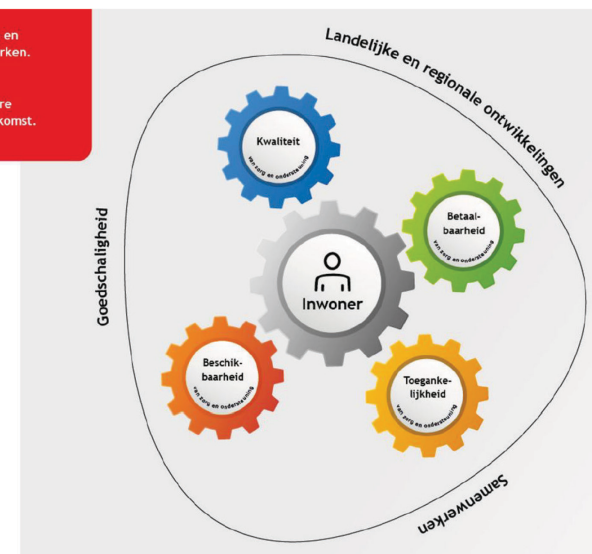 en
rken.
re
komst.
Landelijke en regionale ontwikkelingen
Kwaliteit
van zorg en ondersteuning
Betaal-
baarheid
van zorg en ondersteuning
Goedschaligheid
Inwoner
Beschik-
baarheid
van zorg en ondersteuning
Toeganke-
lijkheid
van zorg en ondersteuning
Samenwerken